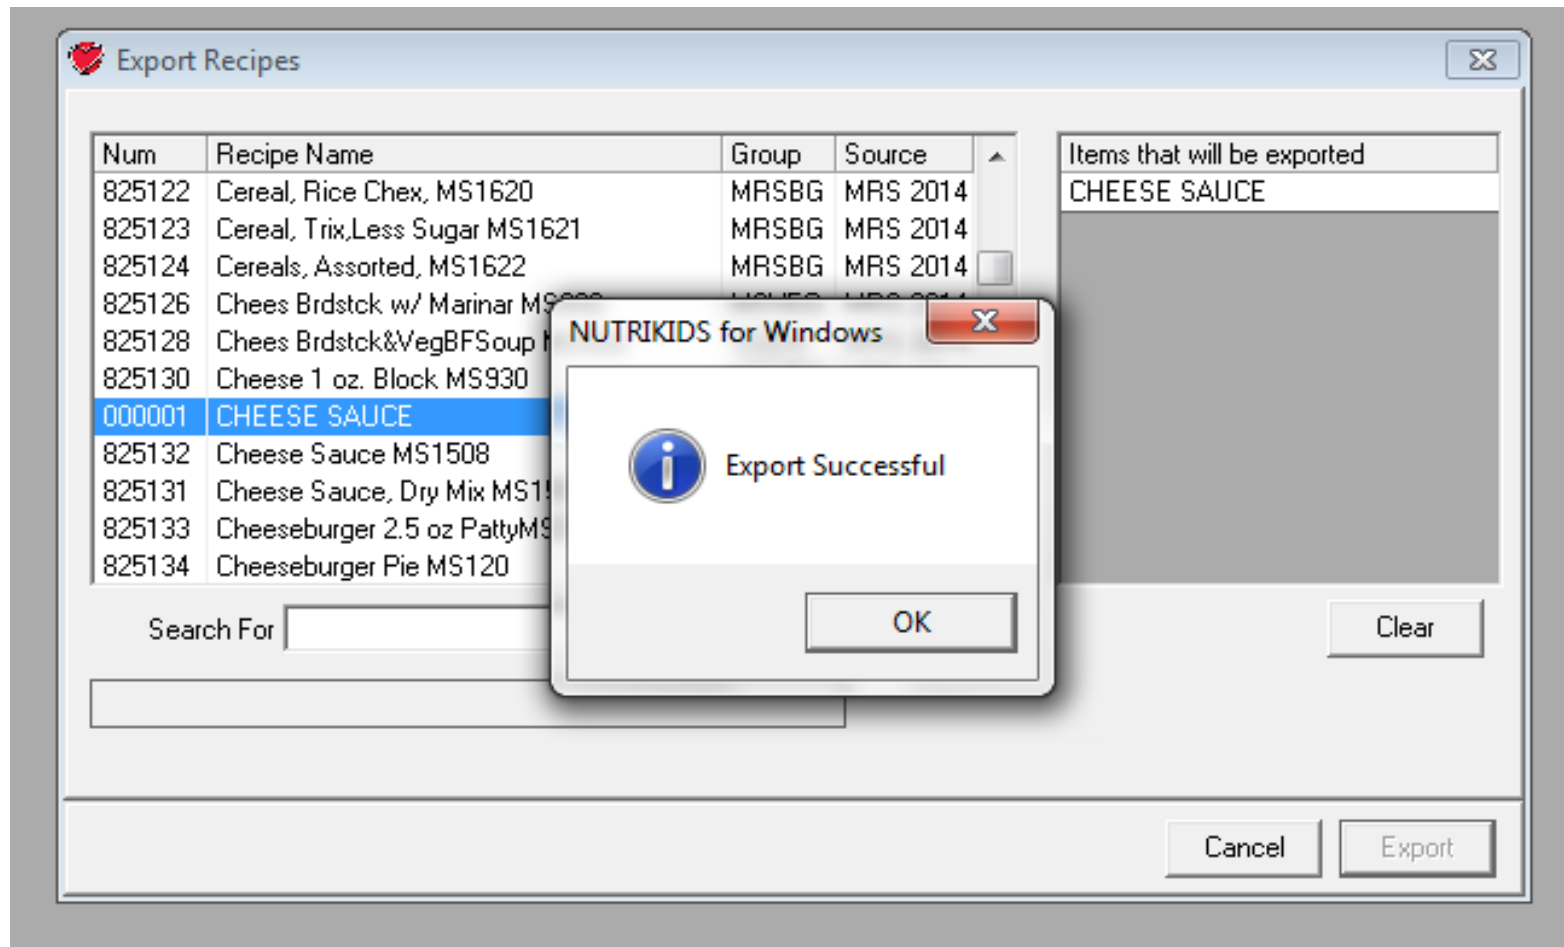 Export Recipes
Num Recipe Name Group Source Items that will be exported
825122 Cereal, Rice Chex, MS1620 MRSBG MRS 2014 CHEESE SAUCE
825123 Cereal, Trix,Less Sugar MS1621 MRSBG MRS 2014
825124 Cereals, Assorted, MS1622 MRSBG MRS 2014
825126 Chees Brdstck w/ Marinar
NUTRIKIDS for Windows
825128 Chees Brdstck&VegBFSoup
825130 Cheese 1 oz. Block MS930
000001 CHEESE SAUCE
825132 Cheese Sauce MS1508
Export Successful
825131 Cheese Sauce, Dry Mix
825133 Cheeseburger 2.5 oz
825134 Cheeseburger Pie MS120
Search For
OK
Clear
Cancel Export